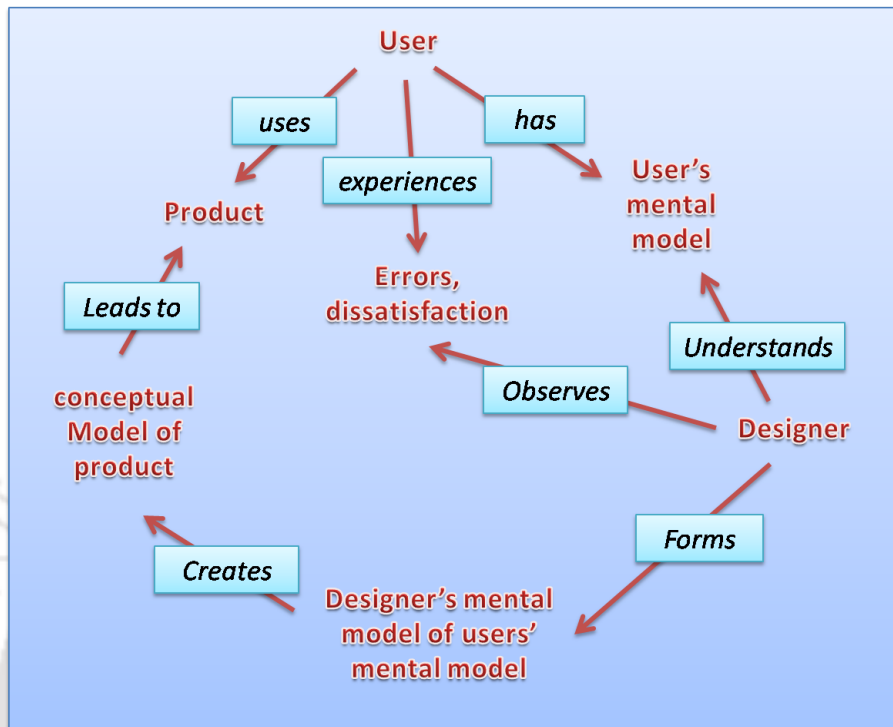 User
uses
has
experiences
Product
User's
mental
model
Errors,
dissatisfaction
Leads to
Understands
Observes
conceptual
Model of
product
Designer
Forms
Creates
Designer's mental
model of users'
mental model